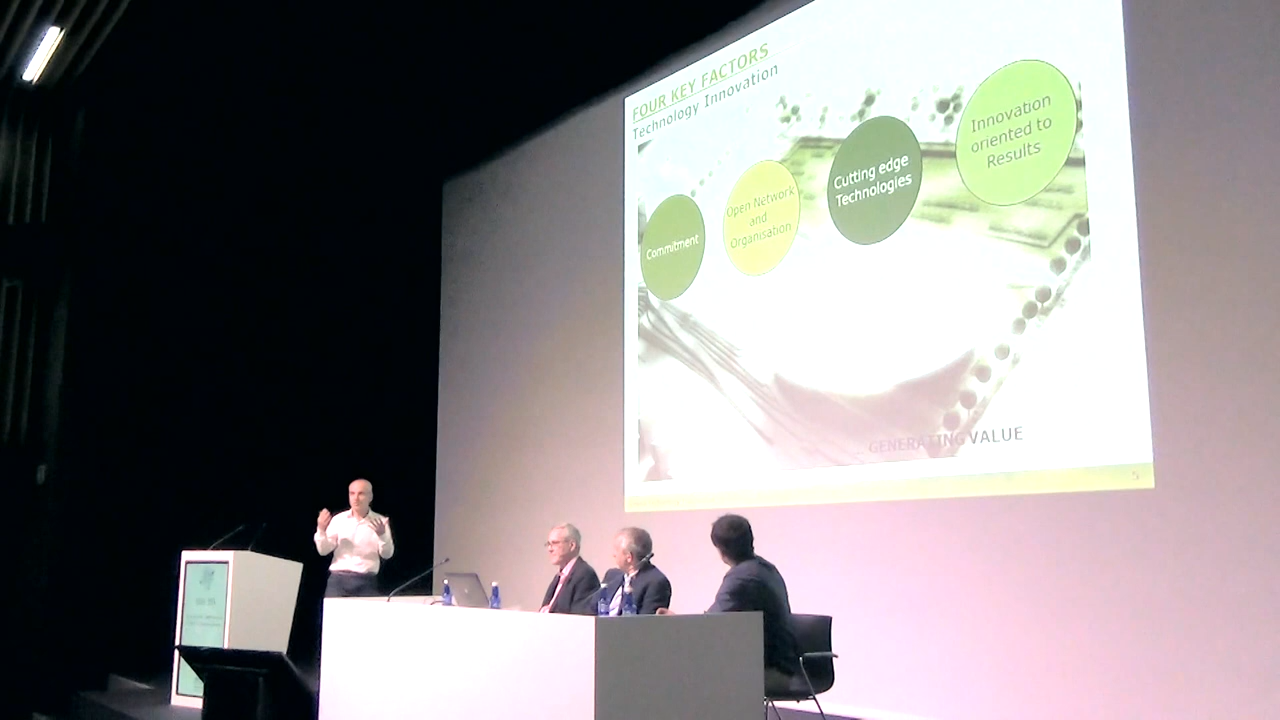 FOUR KEY FACTORS
Technology Innovation
Commitment
Open Network
and
Organisation
Cutting edge
Technologies
Innovation
oriented to
Results
GENERATING VALUE